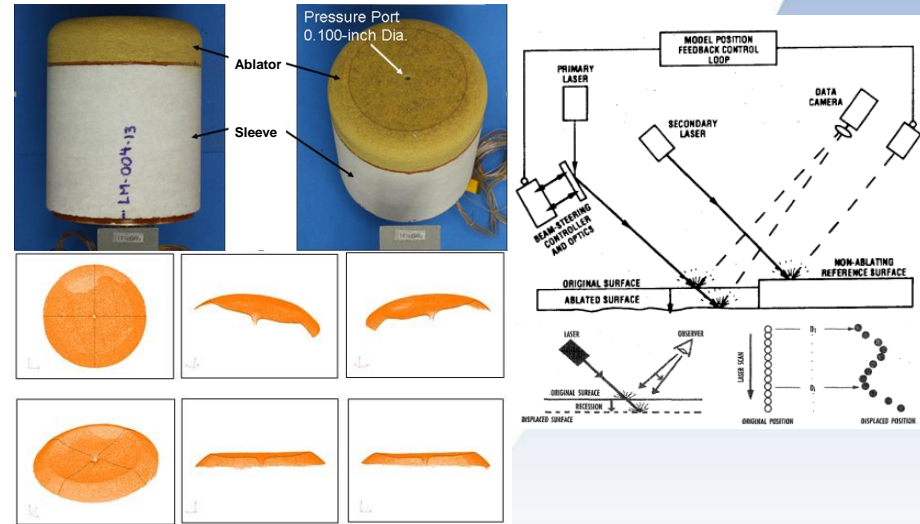 Pressure Port
0.100-inch Dia.
Ablator
Sleeve
LM-004-13
MODEL POSITION
FEEDBACK CONTROL
LOOP
PRIMARY
LASER
SECONDARY
LASER
DATA
CAMERA
BEAM-STEERING
CONTROLLER
AND OPTICS
NON-ABLATING
REFERENCE SURFACE
ORIGINAL SURFACE
ABLATED SURFACE
LASER
OBSERVER
ORIGINAL SURFACE
RECESSION
DISPLACED SURFACE
LASER SCAN
D1
Dj
ORIGINAL POSITION
DISPLACED POSITION